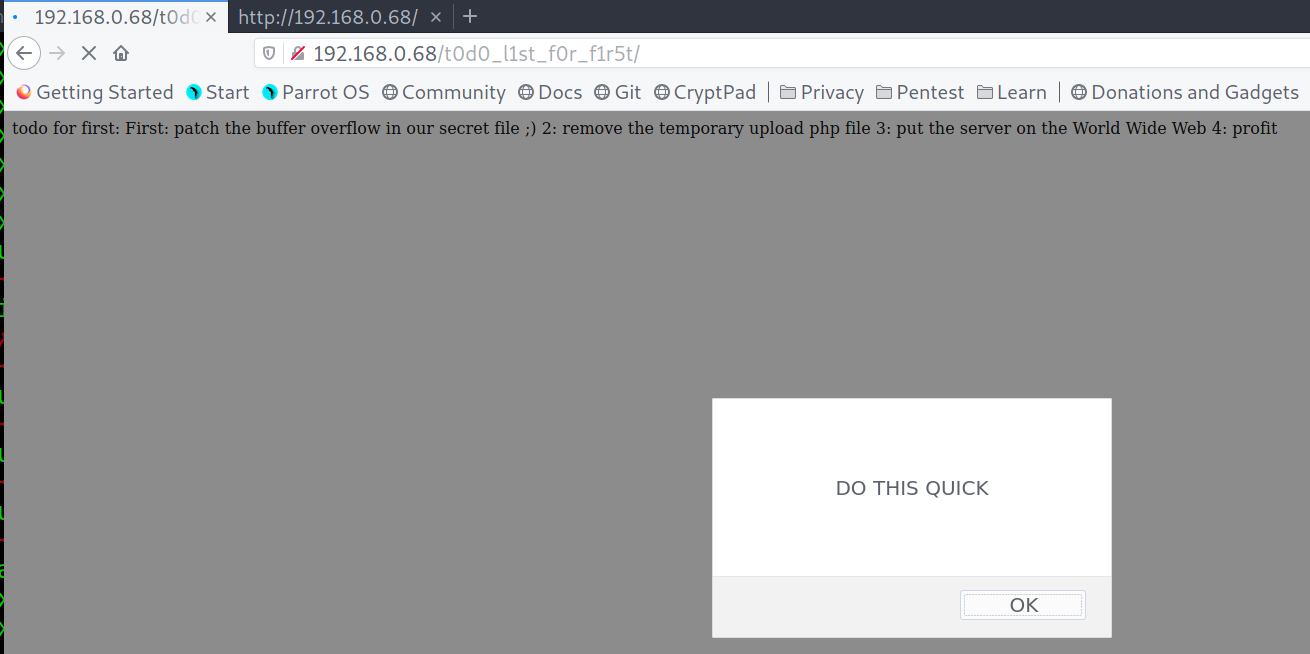 192.168.0.68/t0d0
http://192.168.0.68/
192.168.0.68/t0d0_l1st_f0r_f1r5t/
Getting Started Start Parrot OS Community Docs Git CryptPad Privacy Pentest Learn Donations and Gadgets
todo for first: First: patch the buffer overflow in our secret file ;) 2: remove the temporary upload php file 3: put the server on the World Wide Web 4: profit
DO THIS QUICK
OK